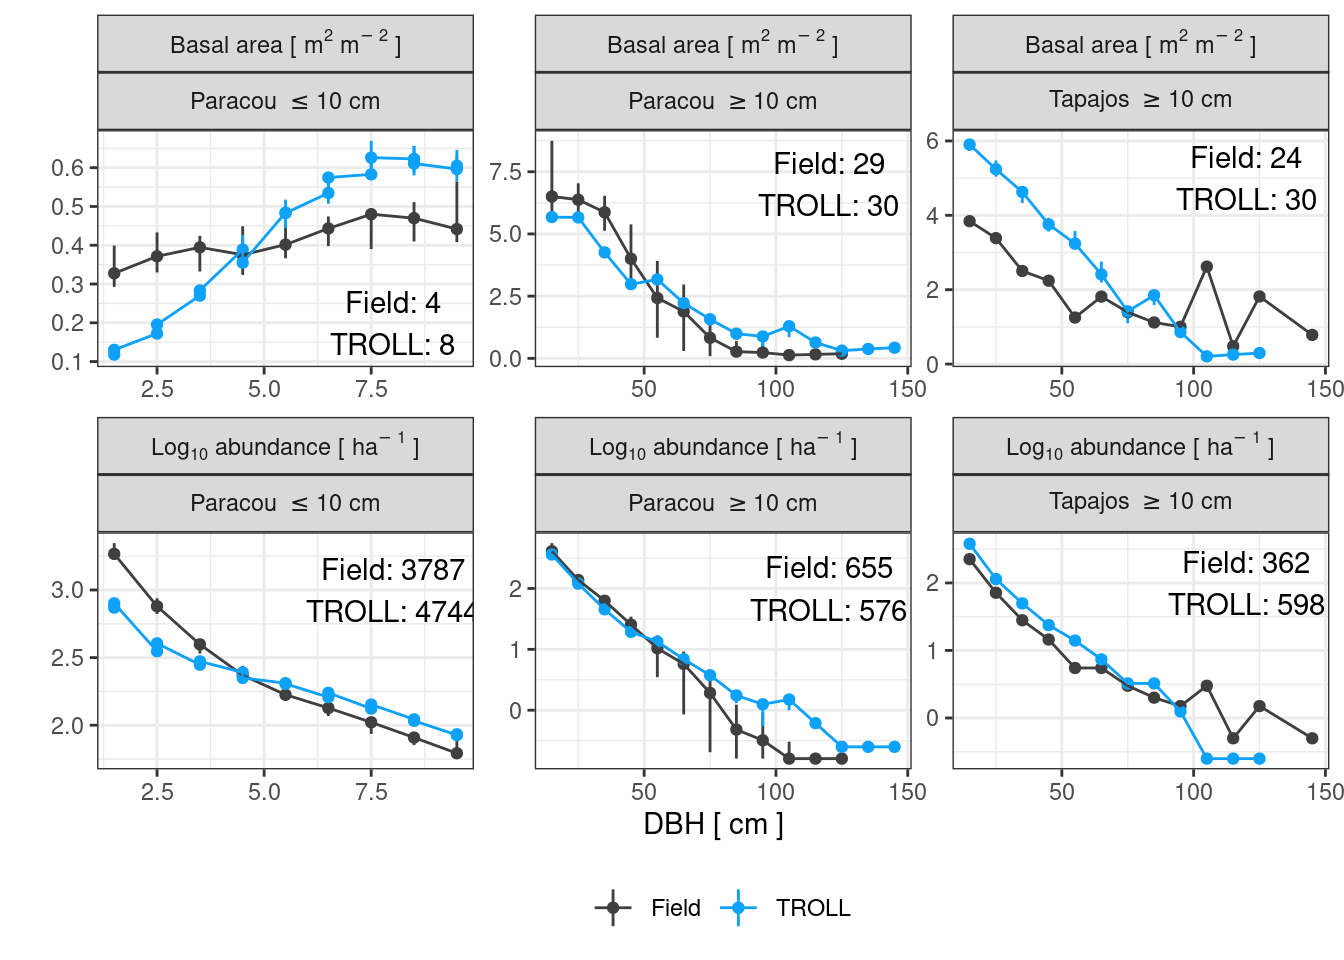 Basal area [ m² m⁻² ]
Paracou ≤ 10 cm
0.6
0.5
0.4
0.3
0.2
0.1
Field: 4
TROLL: 8
2.5 5.0 7.5
Basal area [ m² m⁻² ]
Paracou ≥ 10 cm
7.5
5.0
2.5
0.0
Field: 29
TROLL: 30
50 100 150
Basal area [ m² m⁻² ]
Tapajos ≥ 10 cm
6
4
2
0
Field: 24
TROLL: 30
50 100 150
Log₁₀ abundance [ ha⁻¹ ]
Paracou ≤ 10 cm
3.0
2.5
2.0
Field: 3787
TROLL: 4744
2.5 5.0 7.5
Log₁₀ abundance [ ha⁻¹ ]
Paracou ≥ 10 cm
2
1
0
Field: 655
TROLL: 576
50 100 150
Log₁₀ abundance [ ha⁻¹ ]
Tapajos ≥ 10 cm
2
1
0
Field: 362
TROLL: 598
50 100 150
DBH [ cm ]
Field TROLL